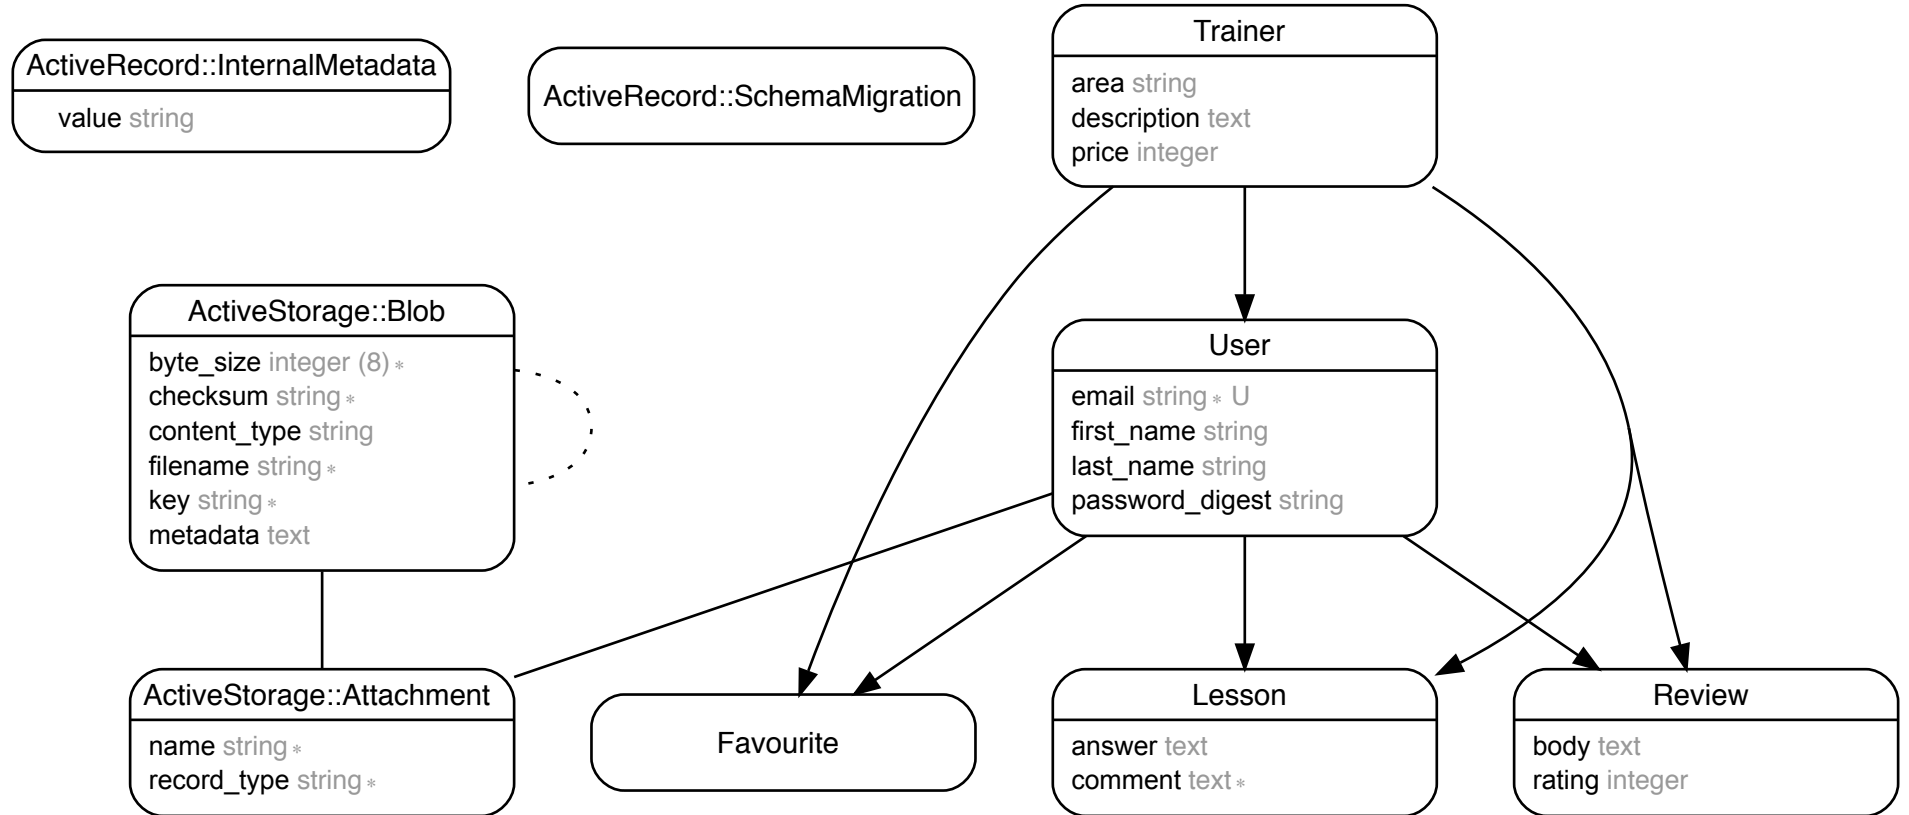 ActiveRecord::InternalMetadata
value string
ActiveRecord::SchemaMigration
Trainer
area string
description text
price integer
ActiveStorage::Blob
byte_size integer (8) *
checksum string *
content_type string
filename string *
key string *
metadata text
User
email string * U
first_name string
last_name string
password_digest string
ActiveStorage::Attachment
name string *
record_type string *
Favourite
Lesson
answer text
comment text *
Review
body text
rating integer